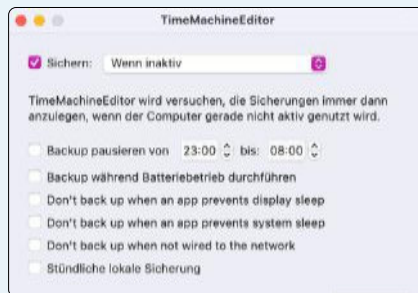 TimeMachineEditor
Sichern: Wenn inaktiv
TimeMachineEditor wird versuchen, die Sicherungen immer dann
anzulegen, wenn der Computer gerade nicht aktiv genutzt wird.
Backup pausieren von 23:00 bis: 08:00
Backup während Batteriebetrieb durchführen
Don't back up when an app prevents display sleep
Don't back up when an app prevents system sleep
Don't back up when not wired to the network
Stündliche lokale Sicherung